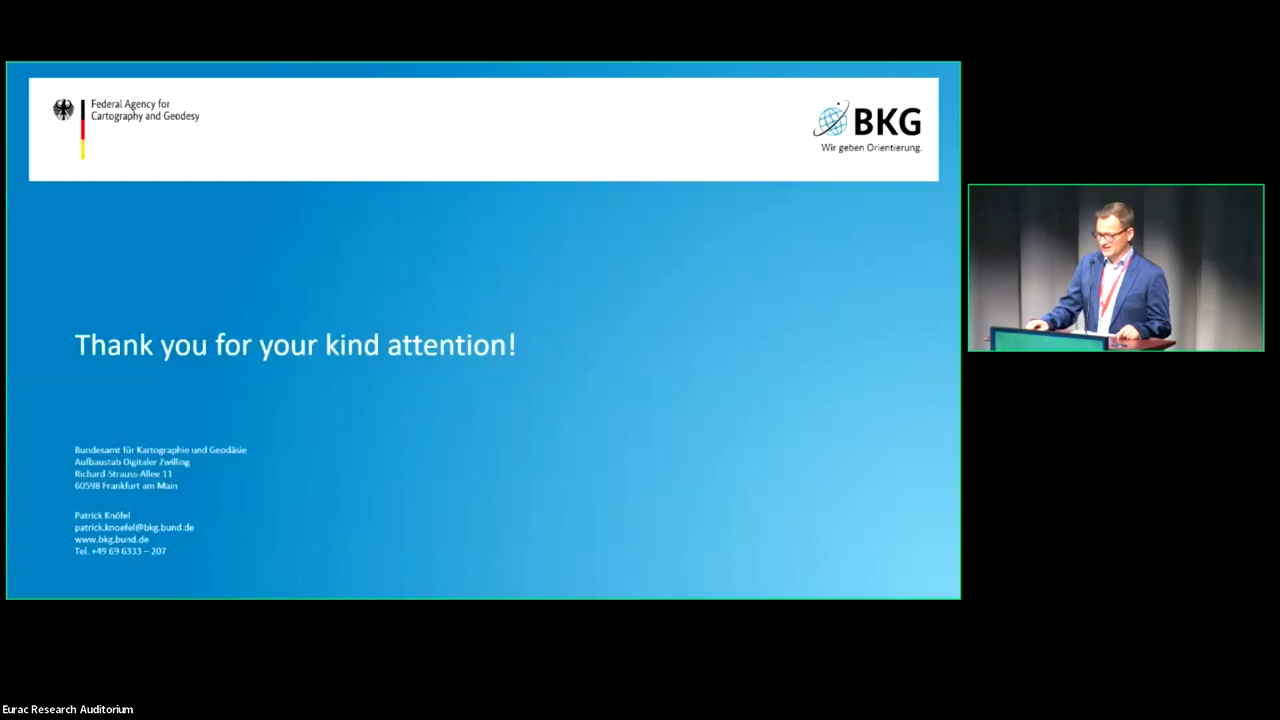 Federal Agency for
Cartography and Geodesy
BKG
Wir geben Orientierung.
Thank you for your kind attention!
Bundesamt für Kartographie und Geodäsie
Aufbaustab Digitaler Zwilling
Richard-Strauss-Allee 11
60598 Frankfurt am Main
Patrick Knöfel
patrick.knoefel@bkg.bund.de
www.bkg.bund.de
Tel. +49 69 6333 – 207
Eurac Research Auditorium